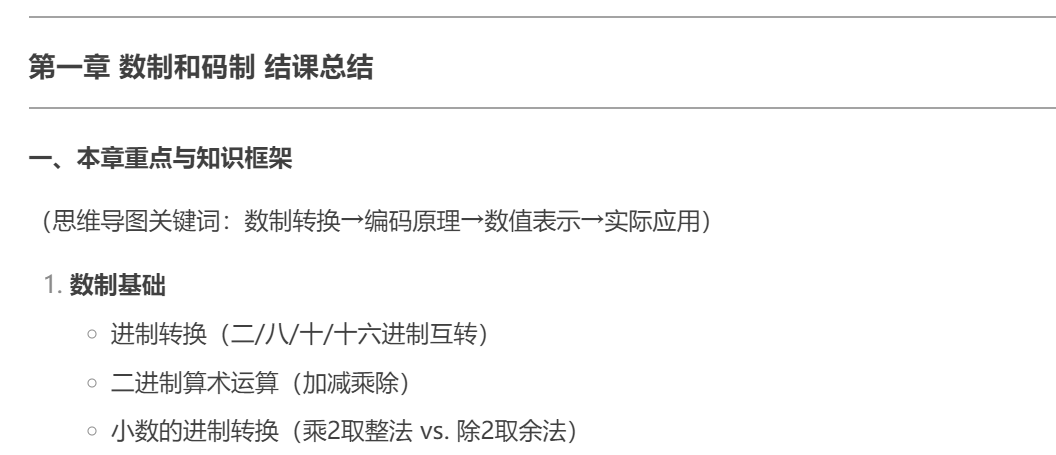 第一章 数制和码制 结课总结
一、本章重点与知识框架
（思维导图关键词：数制转换→编码原理→数值表示→实际应用）
1. 数制基础
○ 进制转换（二/八/十/十六进制互转）
○ 二进制算术运算（加减乘除）
○ 小数的进制转换（乘2取整法 vs. 除2取余法）